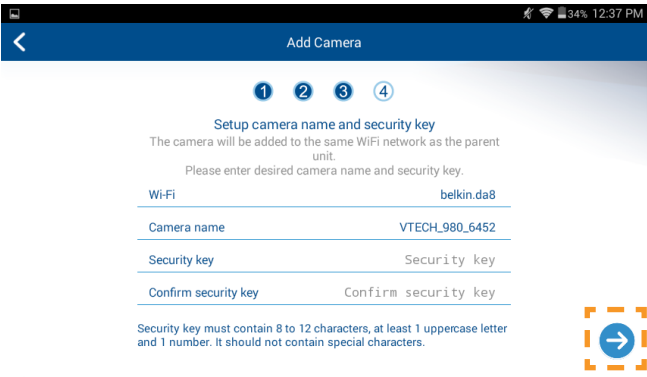 34% 12:37 PM
Add Camera
1 2 3 4
Setup camera name and security key
The camera will be added to the same WiFi network as the parent
unit.
Please enter desired camera name and security key.
Wi-Fi belkin.da8
Camera name VTECH_980_6452
Security key Security key
Confirm security key Confirm security key
Security key must contain 8 to 12 characters, at least 1 uppercase letter
and 1 number. It should not contain special characters.